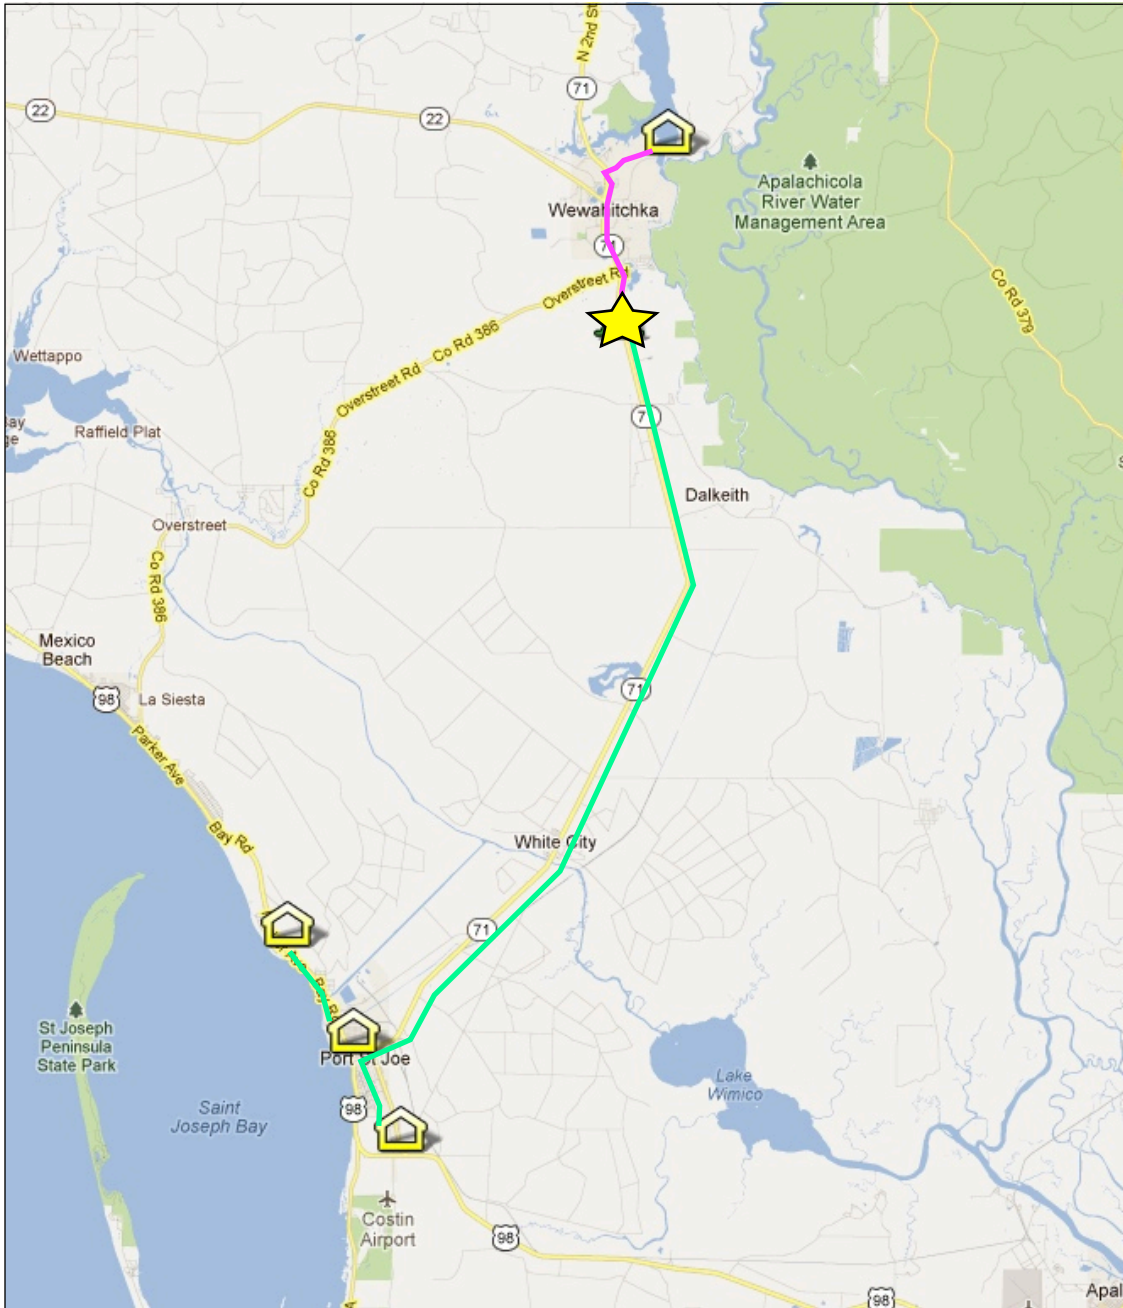 N 2nd St
71
22
22
Apalachicola
River Water
Management Area
Wewahitchka
71
Overstreet Rd
Co Rd 379
Co Rd 386
Wettappo
Overstreet Rd
71
Raffield Plat
Co Rd 386
Dalkeith
Overstreet
Co Rd 386
Mexico
Beach
98
La Siesta
71
Parker Ave
Bay Rd
White City
71
St Joseph
Peninsula
State Park
Port St Joe
Lake
Wimico
98
Saint
Joseph Bay
Costin
Airport
98
98